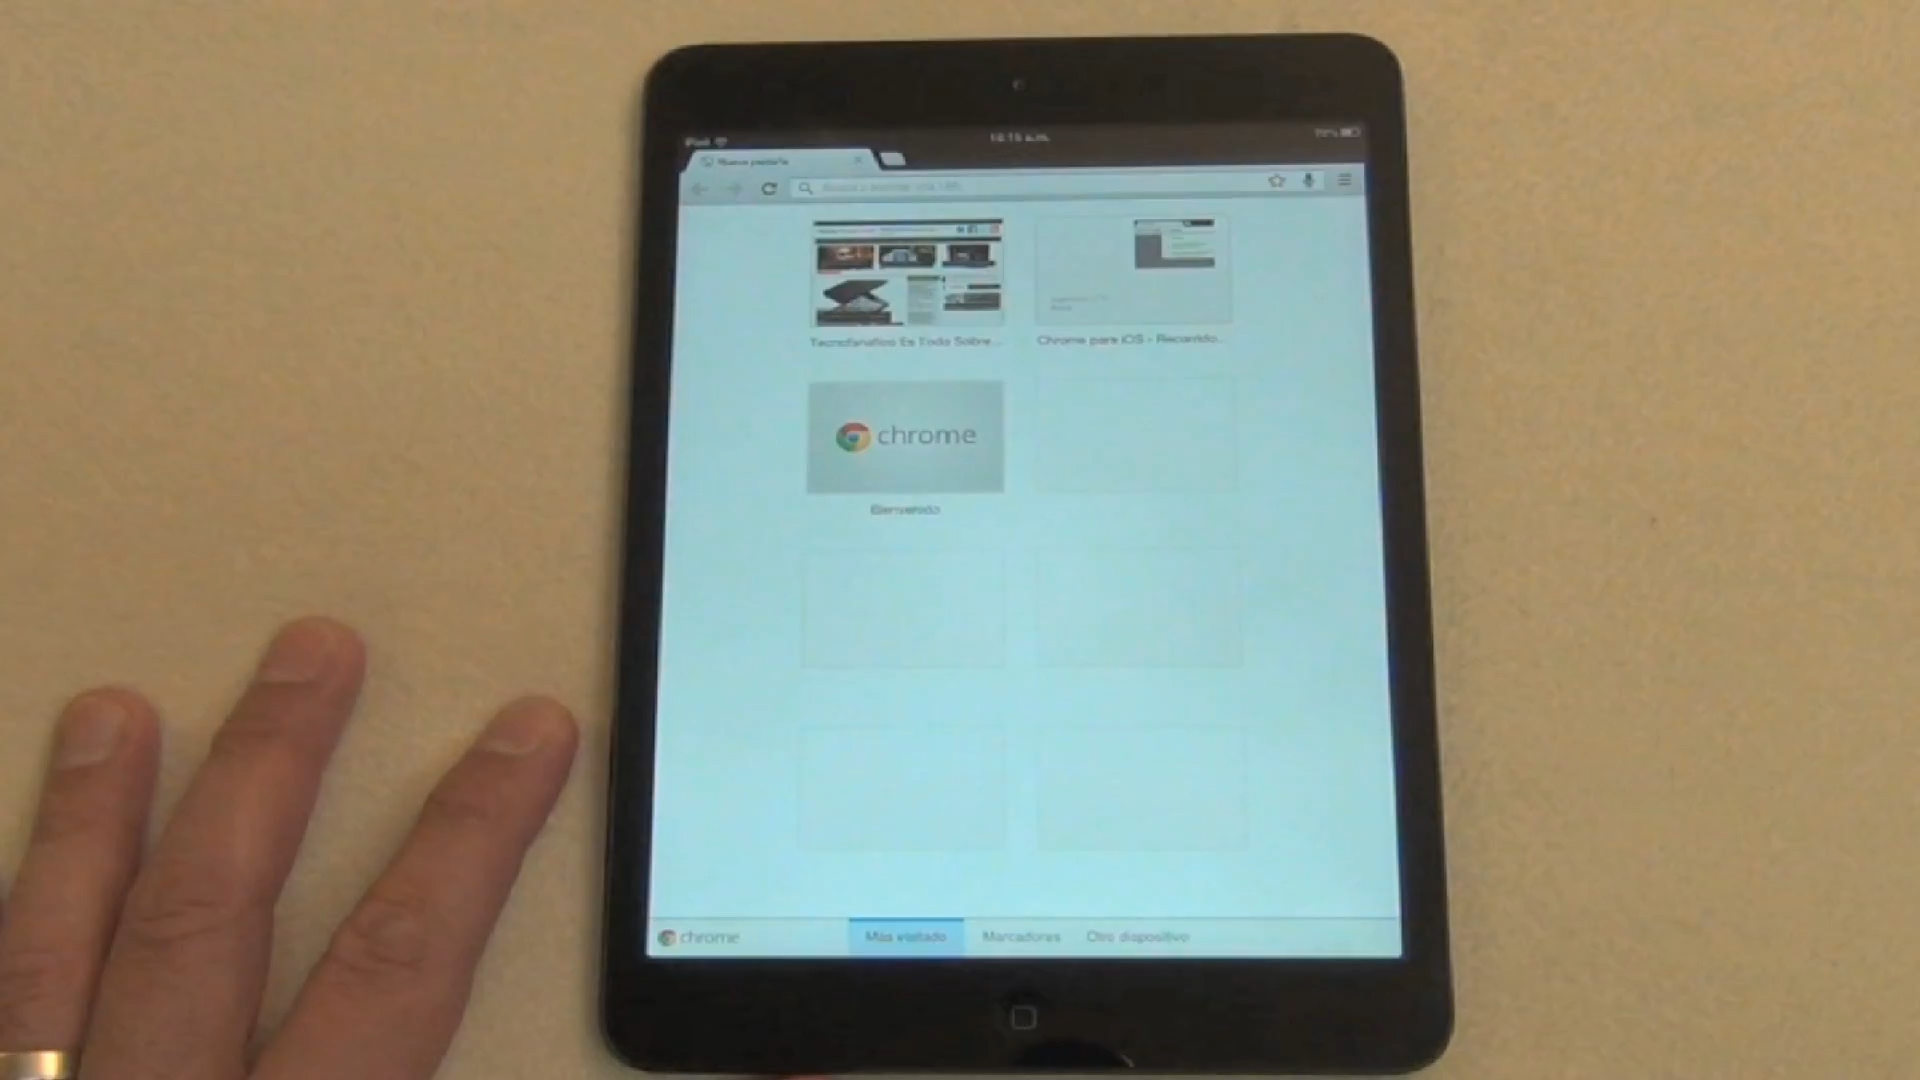 iPad
12:15 a.m.
Nueva pestaña
Tecnofanatico Es Todo Sobre...
Chrome para iOS - Recorrido...
chrome
Bienvenido
chrome
Más visitado
Marcadores
Otro dispositivo